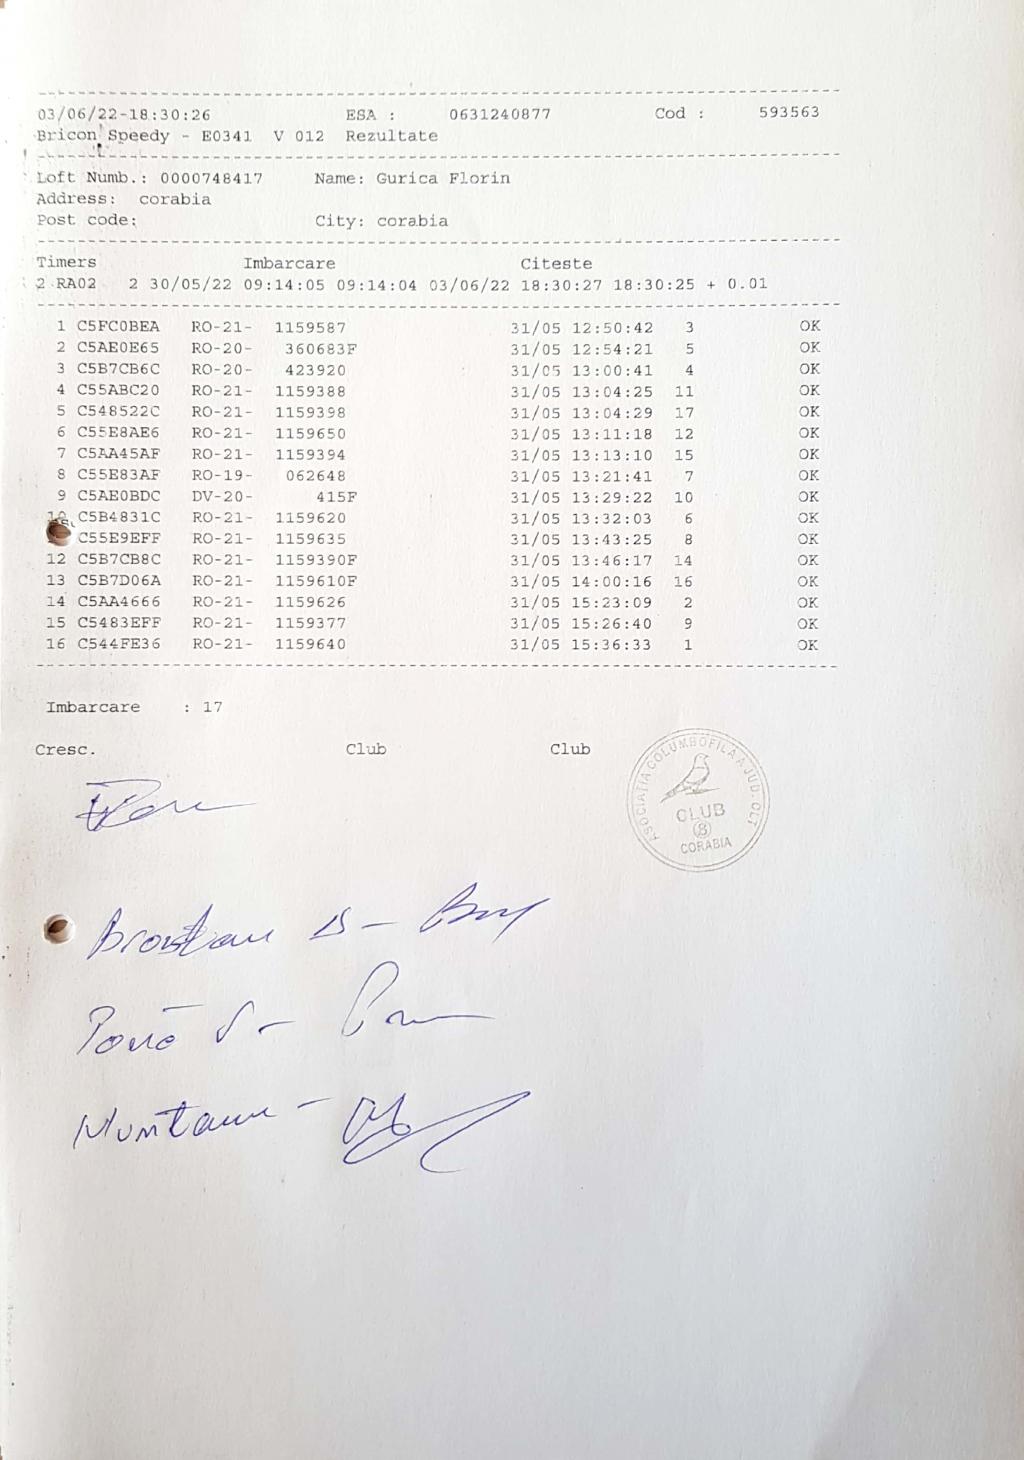 03/06/22-18:30:26 ESA : 0631240877 Cod : 593563
Bricon Speedy - E0341 V 012 Rezultate
Loft Numb.: 0000748417 Name: Gurica Florin
Address: corabia
Post code: City: corabia
Timers Imbarcare Citeste
2 RA02 2 30/05/22 09:14:05 09:14:04 03/06/22 18:30:27 18:30:25 + 0.01
1 C5FC0BEA RO-21- 1159587 31/05 12:50:42 3 OK
2 C5AE0E65 RO-20- 360683F 31/05 12:54:21 5 OK
3 C5B7CB6C RO-20- 423920 31/05 13:00:41 4 OK
4 C55ABC20 RO-21- 1159388 31/05 13:04:25 11 OK
5 C548522C RO-21- 1159398 31/05 13:04:29 17 OK
6 C55E8AE6 RO-21- 1159650 31/05 13:11:18 12 OK
7 C5AA45AF RO-21- 1159394 31/05 13:13:10 15 OK
8 C55E83AF RO-19- 062648 31/05 13:21:41 7 OK
9 C5AE0BDC DV-20- 415F 31/05 13:29:22 10 OK
10 C5B4831C RO-21- 1159620 31/05 13:32:03 6 OK
C55E9EFF RO-21- 1159635 31/05 13:43:25 8 OK
12 C5B7CB8C RO-21- 1159390F 31/05 13:46:17 14 OK
13 C5B7D06A RO-21- 1159610F 31/05 14:00:16 16 OK
14 C5AA4666 RO-21- 1159626 31/05 15:23:09 2 OK
15 C5483EFF RO-21- 1159377 31/05 15:26:40 9 OK
16 C544FE36 RO-21- 1159640 31/05 15:36:33 1 OK
Imbarcare : 17
Cresc. Club Club
ASOCIAȚIA COLUMBOFILA A JUD. OLT
CLUB
8
CORABIA